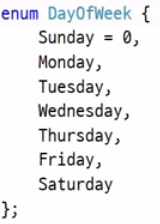 enum DayOfWeek {
    Sunday = 0,
    Monday,
    Tuesday,
    Wednesday,
    Thursday,
    Friday,
    Saturday
};